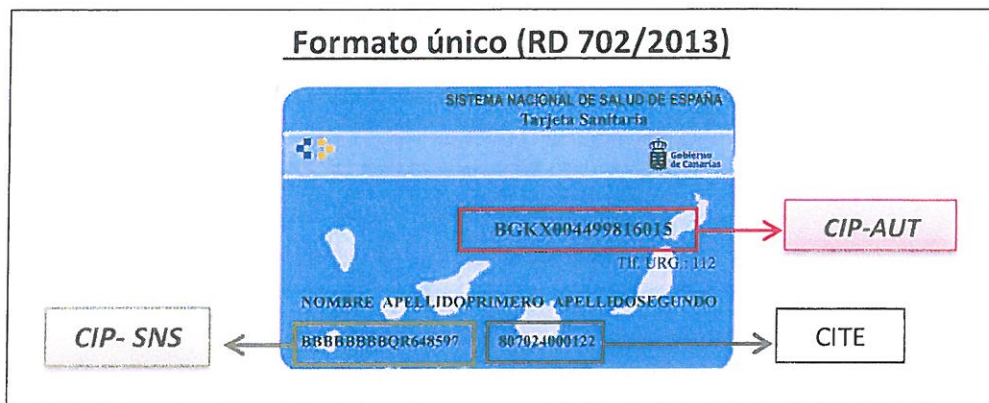 Formato único (RD 702/2013)
SISTEMA NACIONAL DE SALUD DE ESPAÑA
Tarjeta Sanitaria
Gobierno
de Canarias
BGKX004499816015
CIP-AUT
Tlf. URG.: 112
NOMBRE APELLIDOPRIMERO APELLIDOSEGUNDO
CIP- SNS
BBBBBBBBQR648597 807024000122
CITE